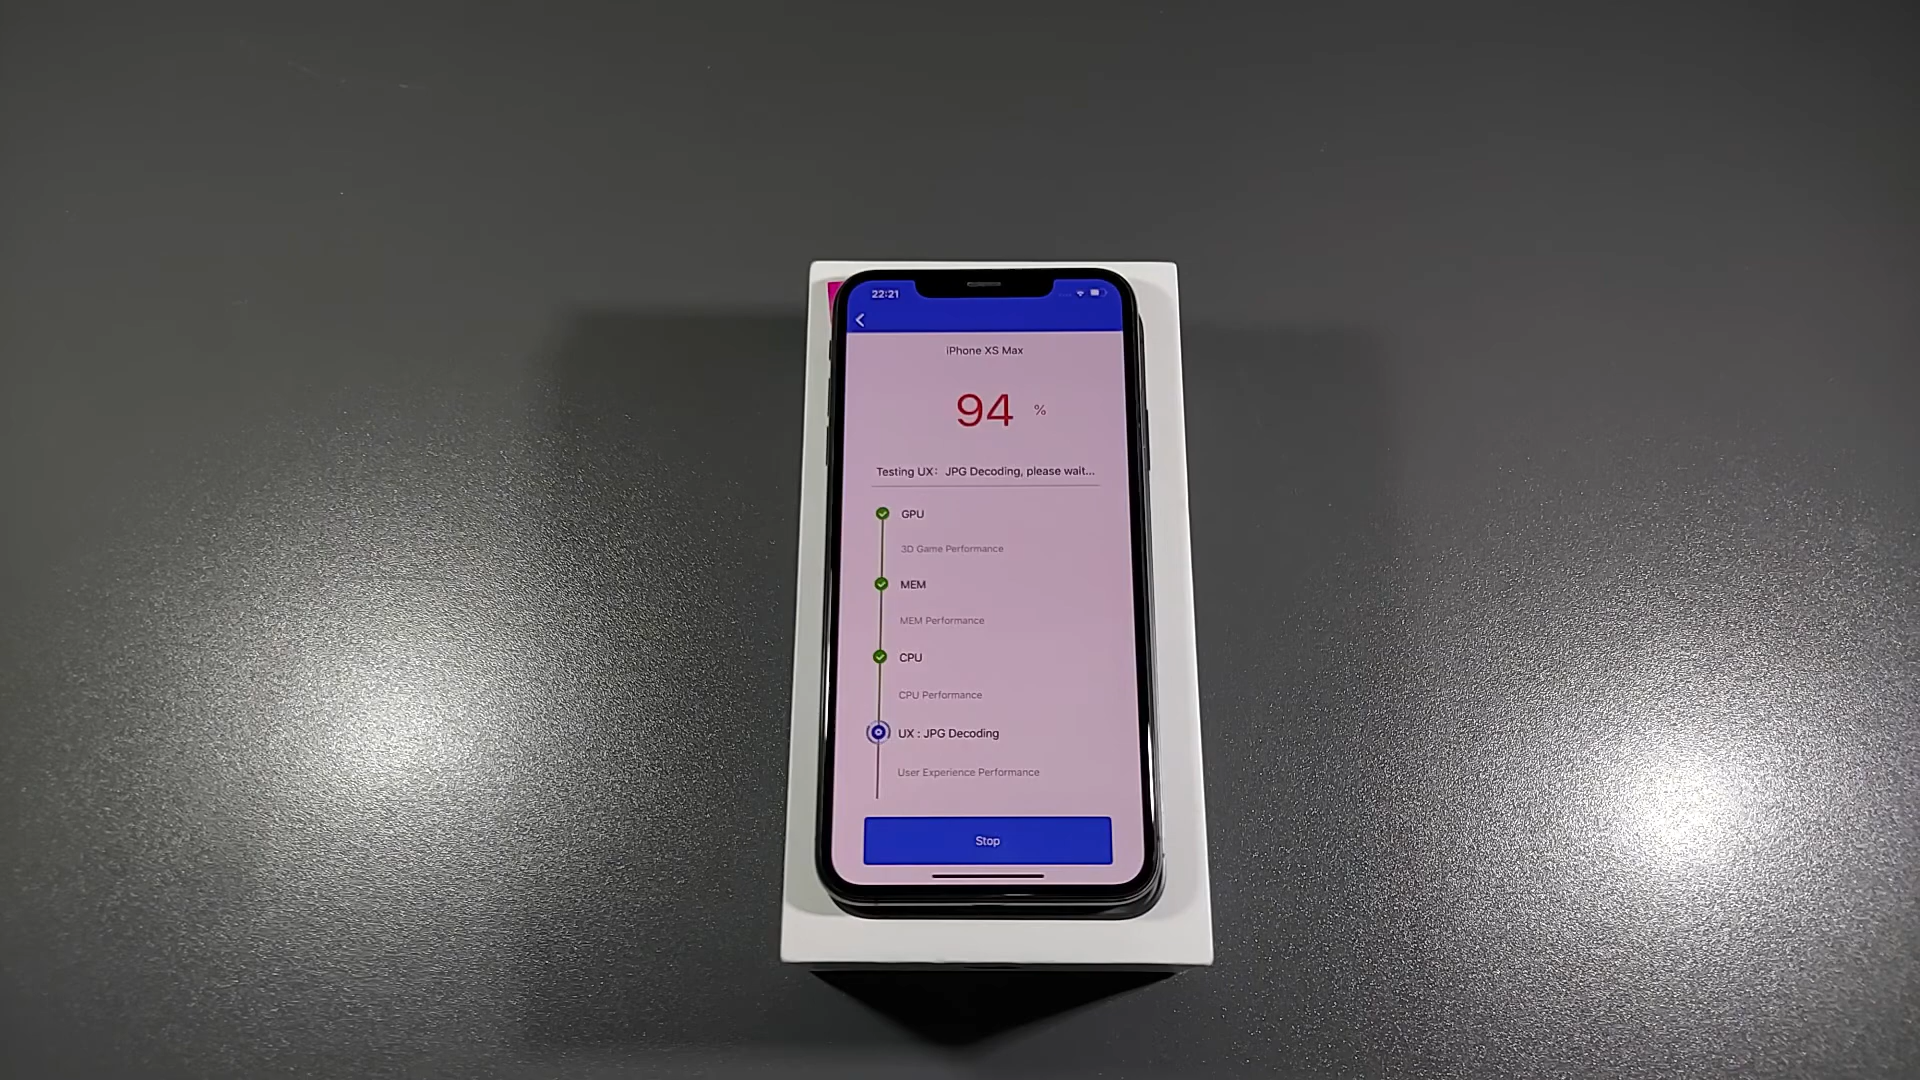 22:21
iPhone XS Max
94 %
Testing UX: JPG Decoding, please wait...
GPU
3D Game Performance
MEM
MEM Performance
CPU
CPU Performance
UX : JPG Decoding
User Experience Performance
Stop